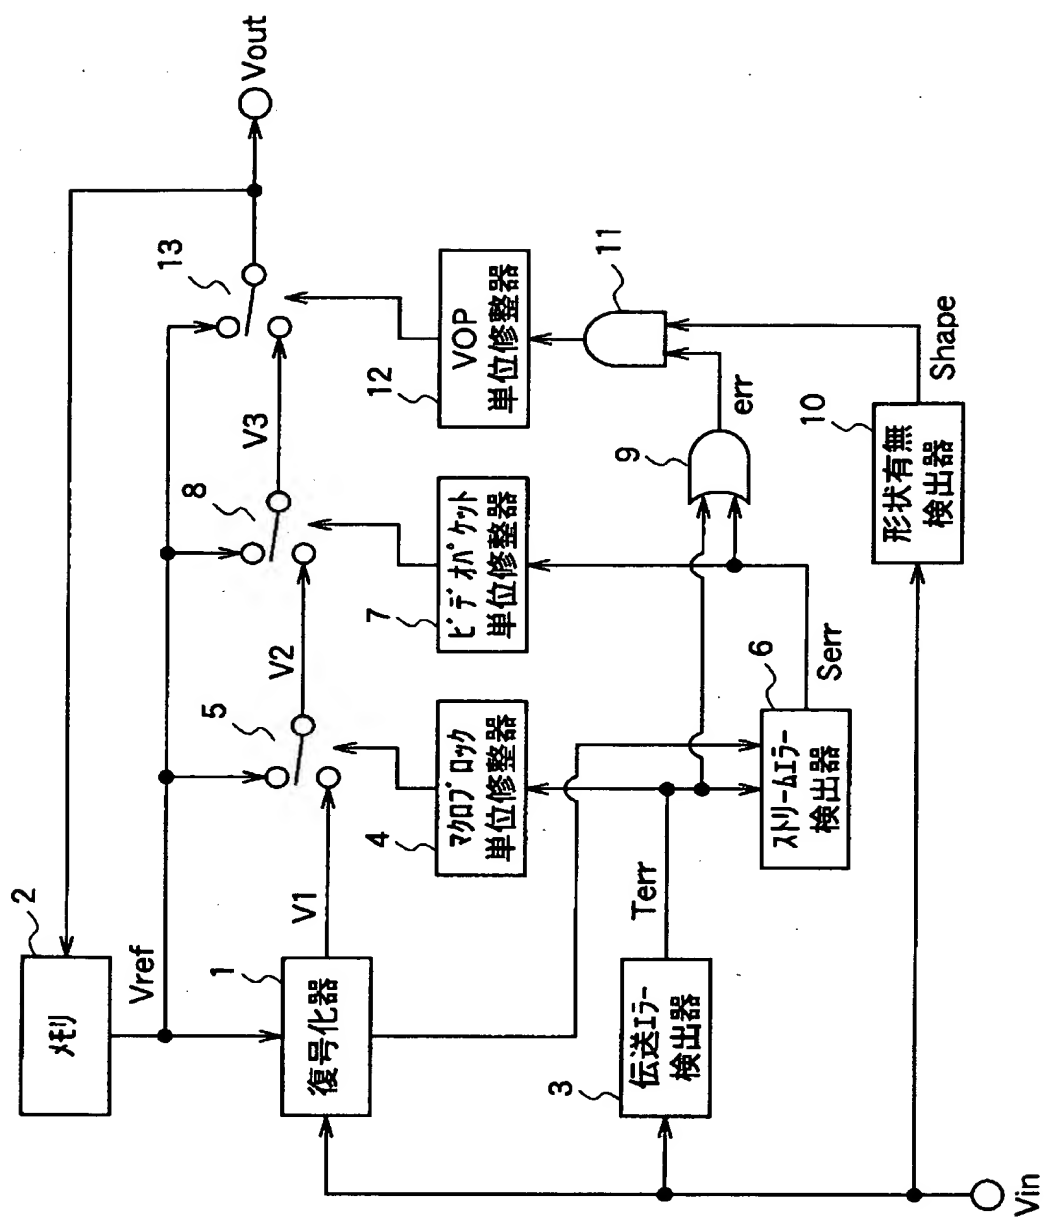 メモリ
2
Vref
1
復号化器
V1
5
V2
8
V3
13
Vout
マクロブロック
単位修整器
4
ビデオパケット
単位修整器
7
VOP
単位修整器
12
11
伝送エラー
検出器
3
Terr
ストリームエラー
検出器
6
Serr
9
err
形状有無
検出器
10
Shape
Vin